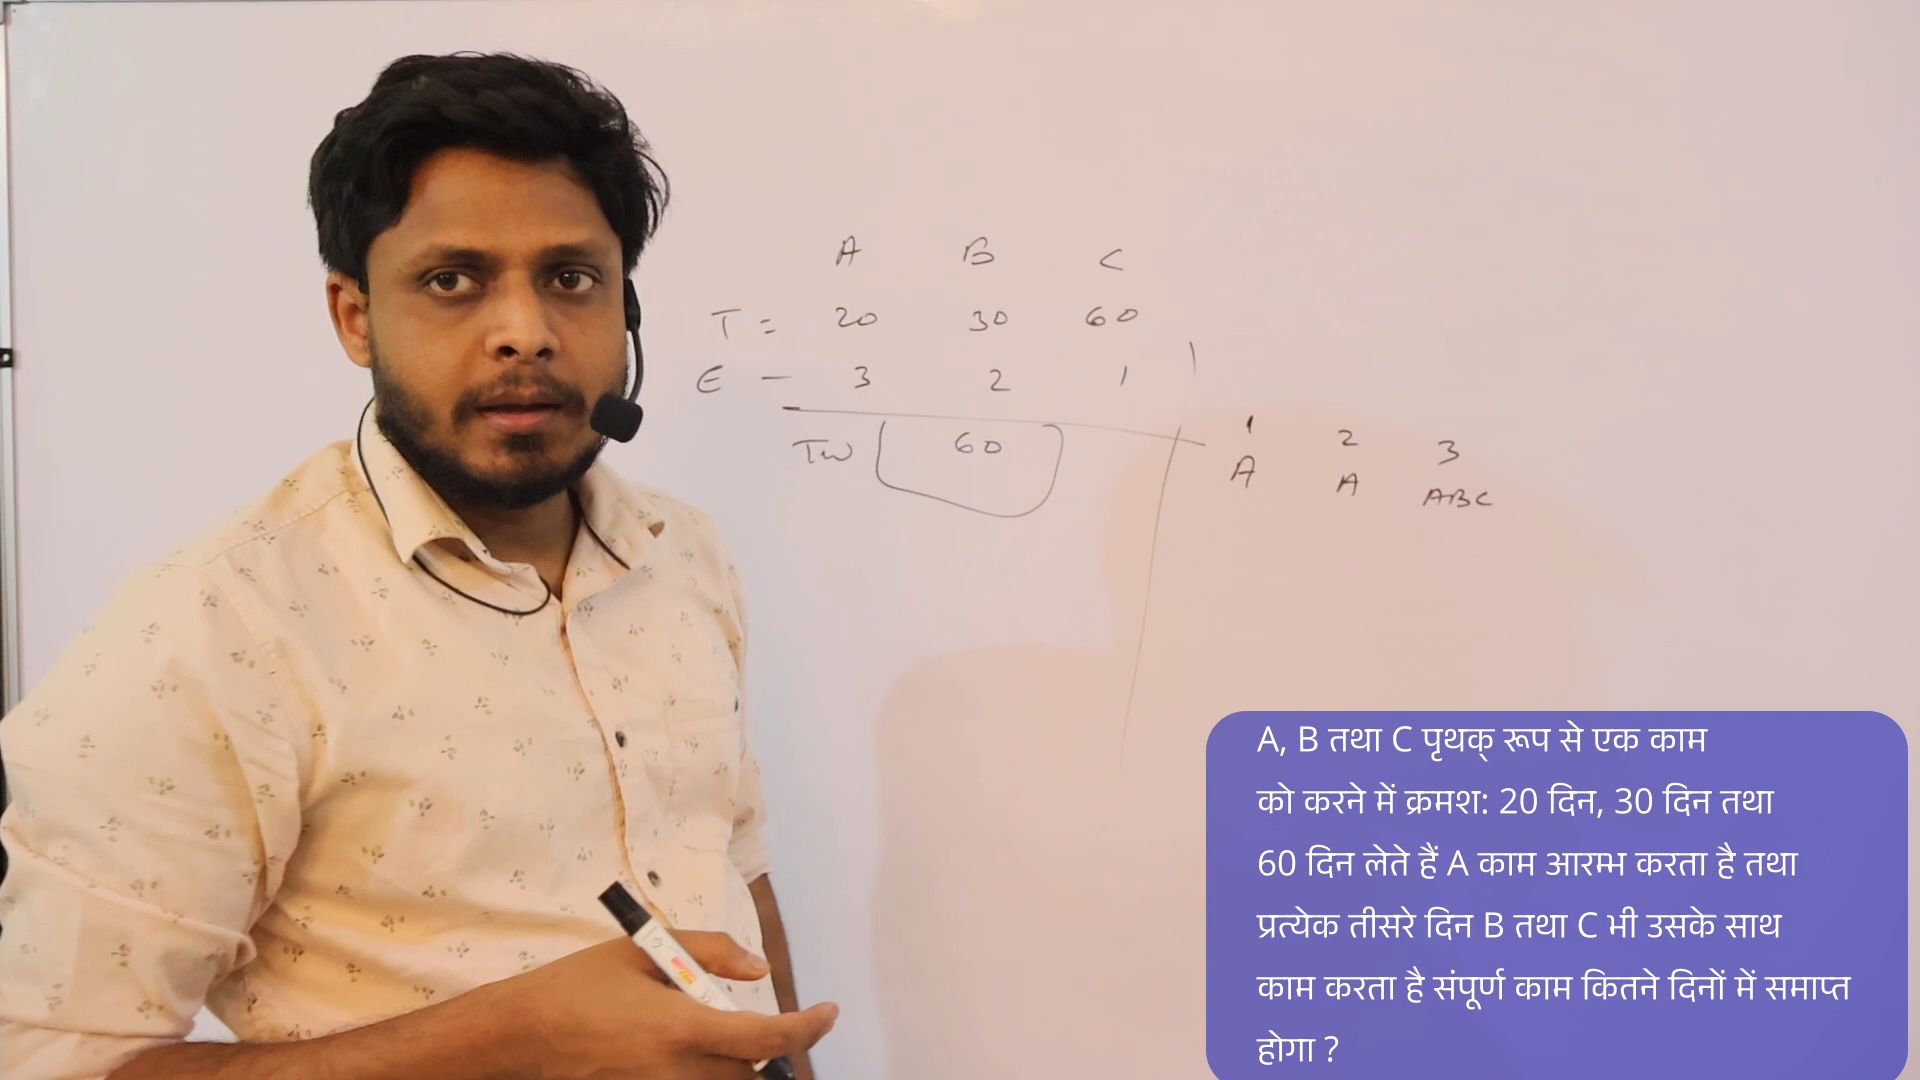 A B C
T = 20 30 60
E - 3 2 1
TW 60
1 2 3
A A ABC
A, B तथा C पृथक् रूप से एक काम
को करने में क्रमश: 20 दिन, 30 दिन तथा
60 दिन लेते हैं A काम आरम्भ करता है तथा
प्रत्येक तीसरे दिन B तथा C भी उसके साथ
काम करता है संपूर्ण काम कितने दिनों में समाप्त
होगा ?